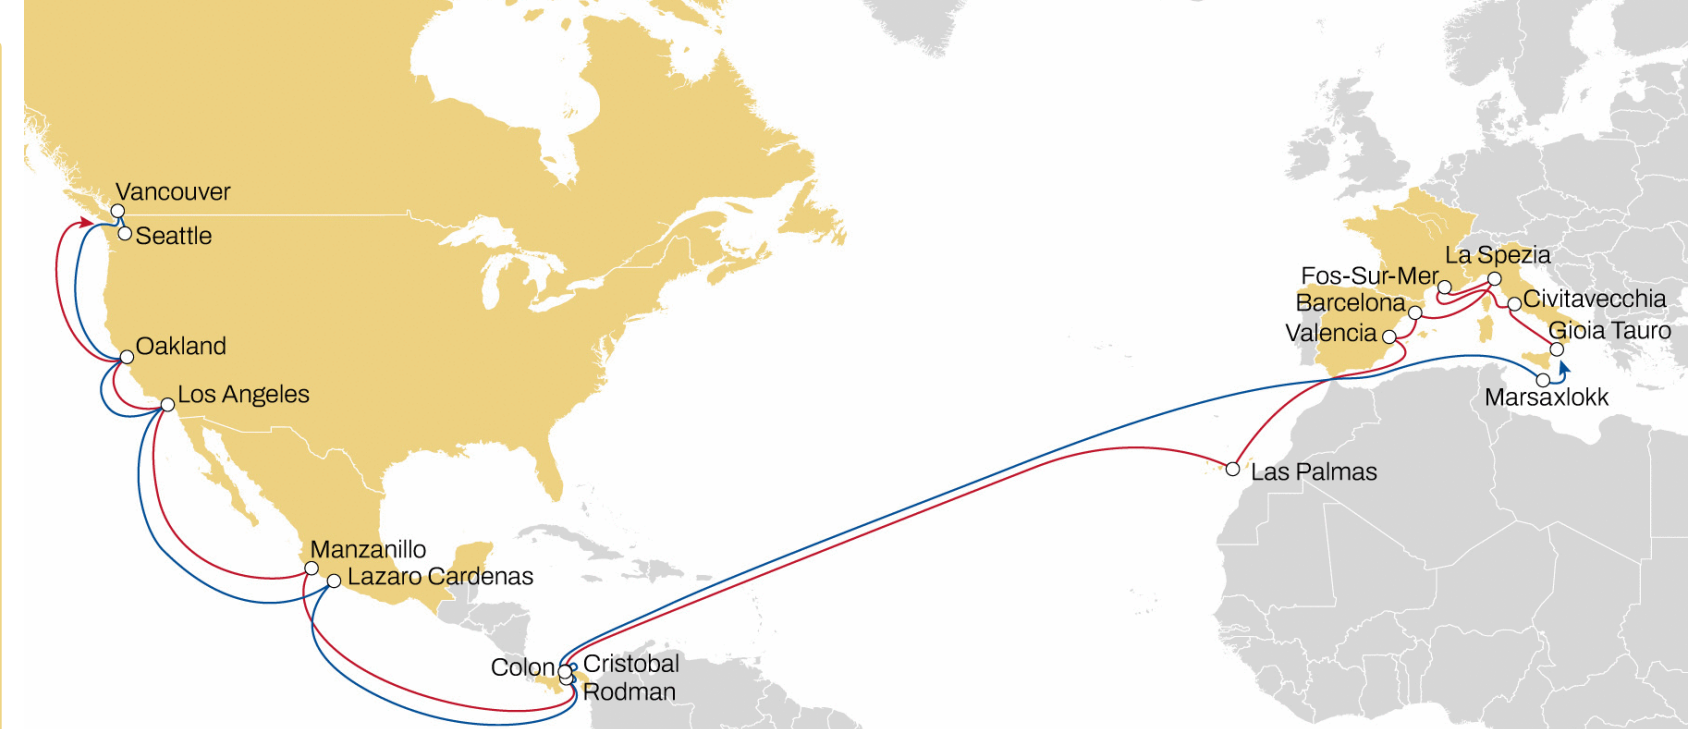 Vancouver
Seattle
Oakland
Los Angeles
Manzanillo
Lazaro Cardenas
Colon
Cristobal
Rodman
Las Palmas
La Spezia
Fos-Sur-Mer
Civitavecchia
Barcelona
Gioia Tauro
Valencia
Marsaxlokk